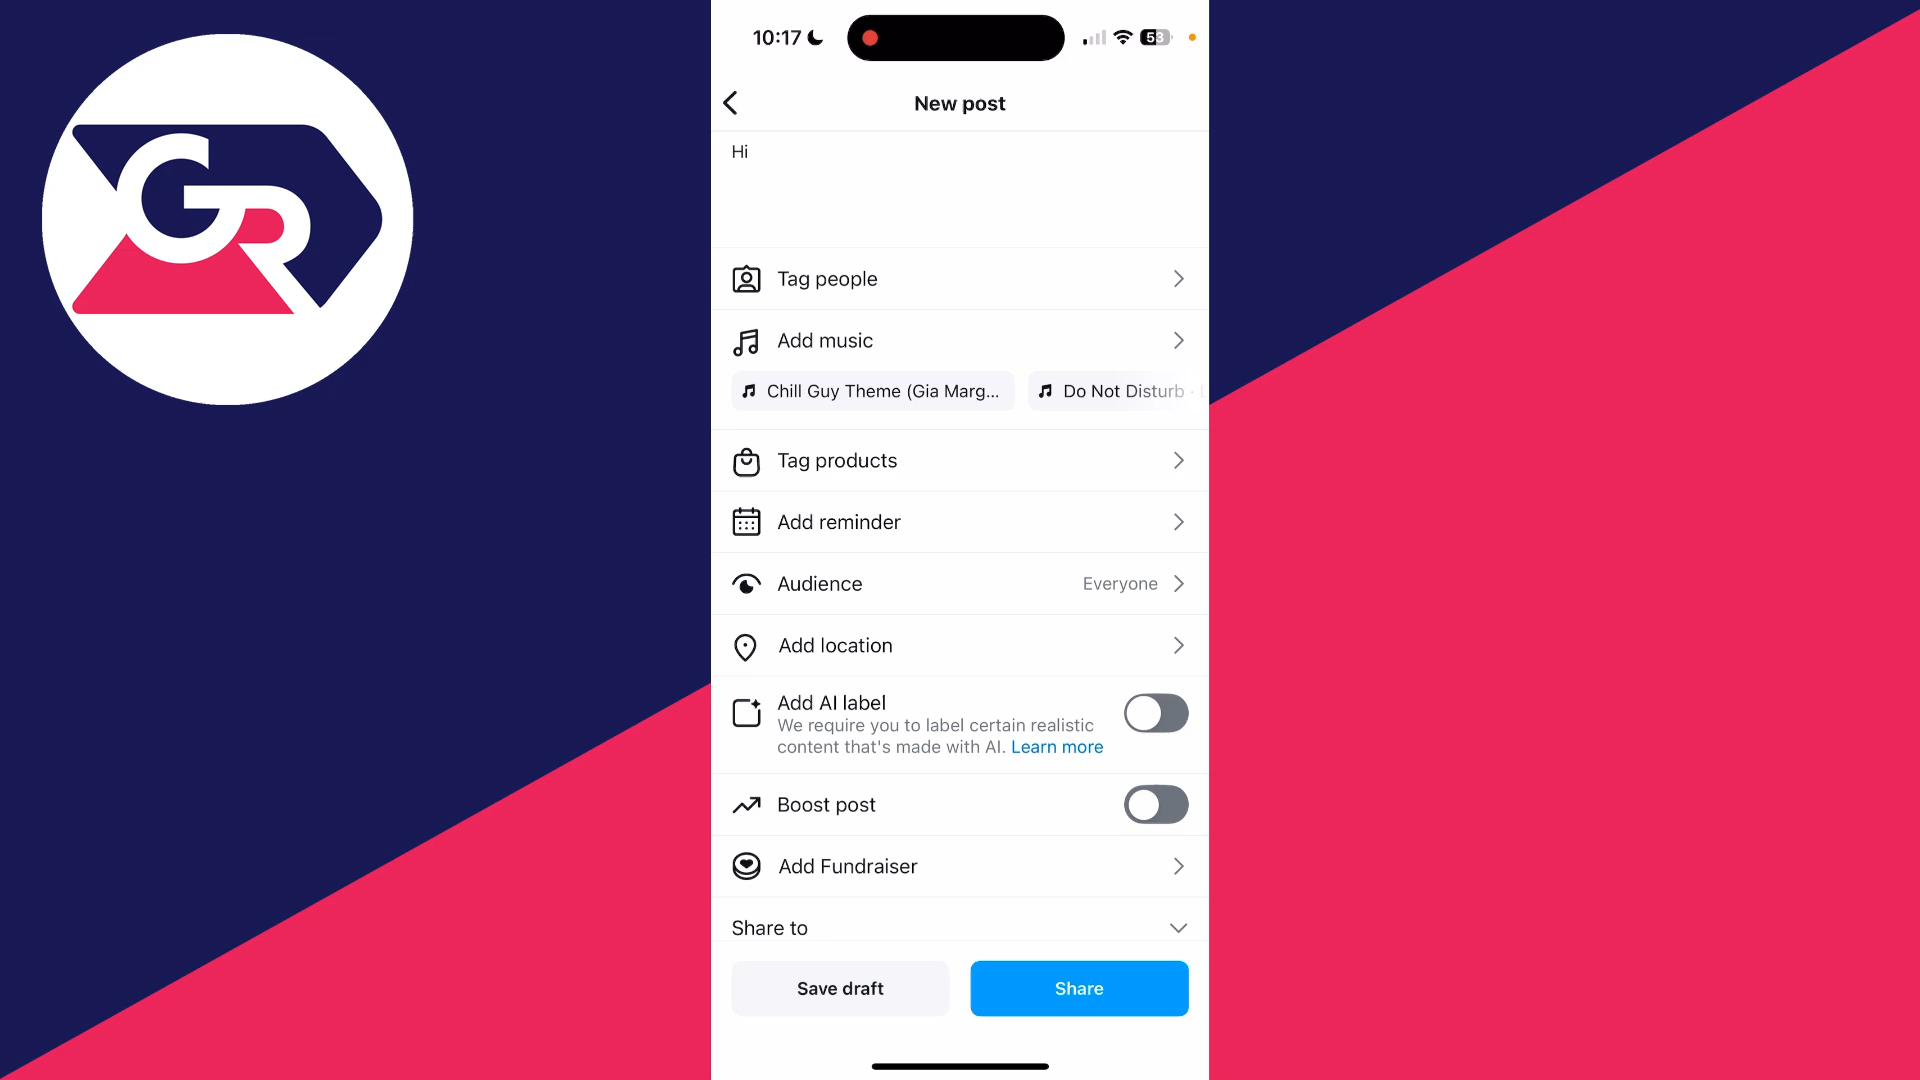 GR
10:17
53
New post
Hi
Tag people
Add music
Chill Guy Theme (Gia Marg...
Do Not Disturb ·
Tag products
Add reminder
Audience
Everyone
Add location
Add AI label
We require you to label certain realistic
content that's made with AI. Learn more
Boost post
Add Fundraiser
Share to
Save draft
Share